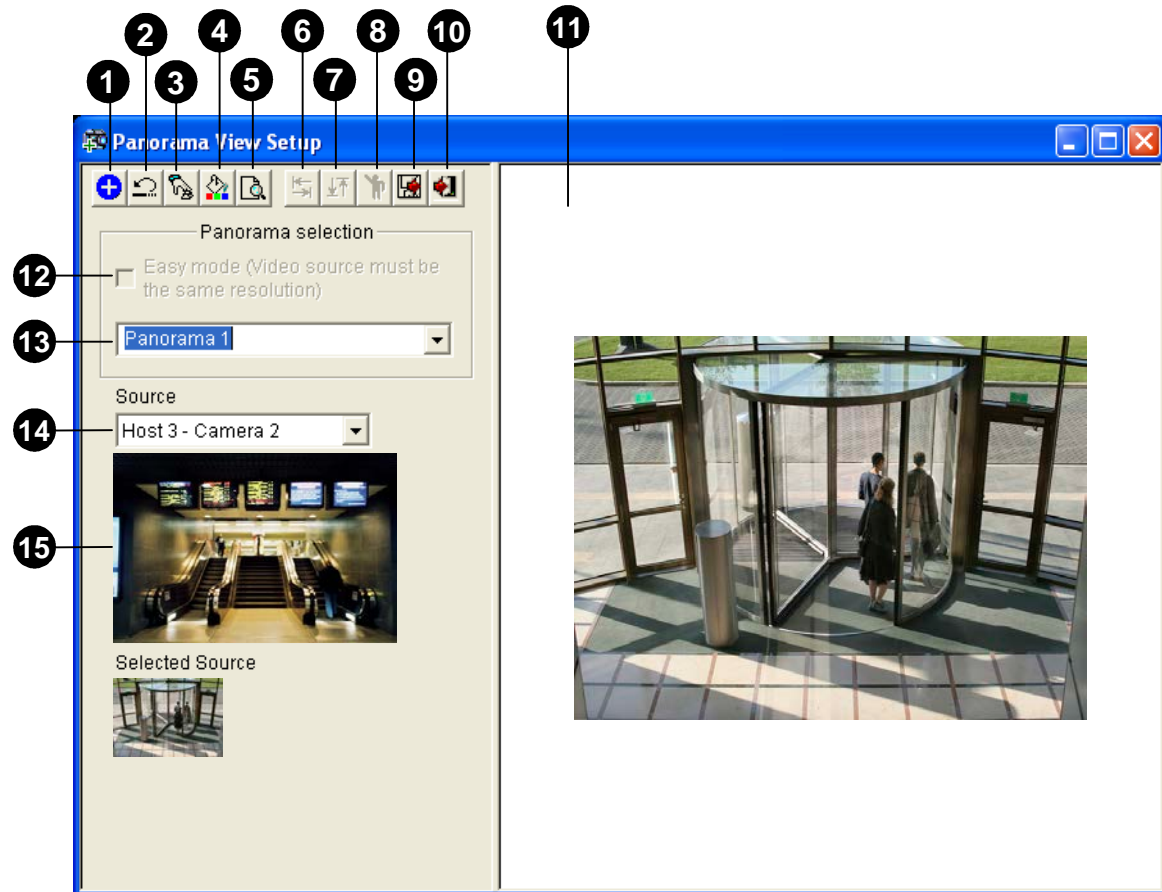 2
4
6
8
10
11
1
3
5
7
9
Panorama View Setup
Panorama selection
12
Easy mode (Video source must be
the same resolution)
13
Panorama 1
Source
14
Host 3 - Camera 2
15
Selected Source